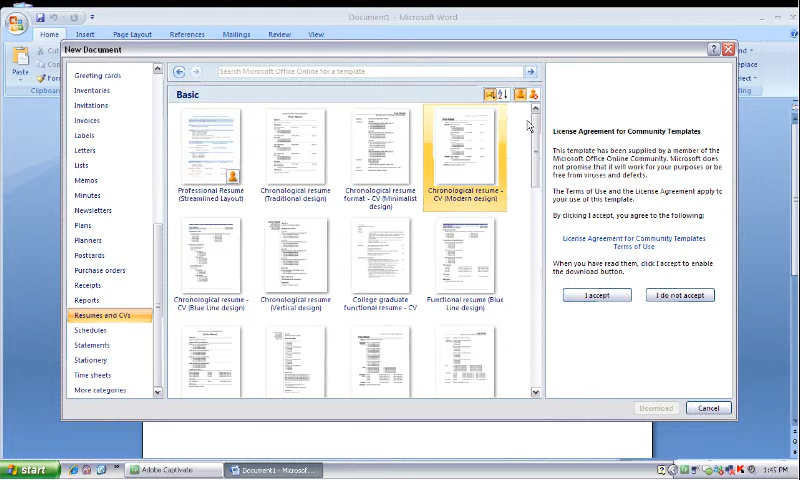 Document1 - Microsoft Word
Home
Insert
Page Layout
References
Mailings
Review
View
Paste
Cut
Clipboard
New Document
Greeting cards
Inventories
Invitations
Invoices
Labels
Letters
Lists
Memos
Minutes
Newsletters
Plans
Planners
Postcards
Purchase orders
Receipts
Reports
Resumes and CVs
Schedules
Statements
Stationery
Time sheets
More categories
Search Microsoft Office Online for a template
Basic
Professional Resume
(Streamlined Layout)
Chronological resume
(Traditional design)
Chronological resume
format - CV (Minimalist
design)
Chronological resume -
CV (Modern design)
Chronological resume -
CV (Blue Line design)
Chronological resume
(Vertical design)
College graduate
functional resume - CV
Functional resume (Blue
Line design)
License Agreement for Community Templates
This template has been supplied by a member of the
Microsoft Office Online Community. Microsoft does
not promise that it will work for your purposes or be
free from viruses and defects.
The Terms of Use and the License Agreement apply to
your use of this template.
By clicking I accept, you agree to the following:
License Agreement for Community Templates
Terms of Use
When you have read them, click I accept to enable
the download button.
I accept
I do not accept
Download
Cancel
start
Adobe Captivate
Document1 - Microsof...
1:45 PM